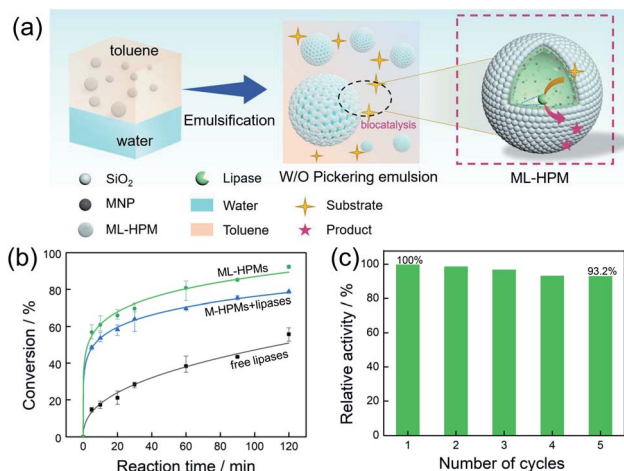 (a)
toluene
water
Emulsification
biocatalysis
W/O Pickering emulsion
ML-HPM
SiO₂
Lipase
MNP
Water
Substrate
ML-HPM
Toluene
Product
(b)
Conversion / %
100
80
60
40
20
0
ML-HPMs
M-HPMs+lipases
free lipases
0 20 40 60 80 100 120
Reaction time / min
(c)
Relative activity / %
100
80
60
40
20
0
100%
93.2%
1 2 3 4 5
Number of cycles